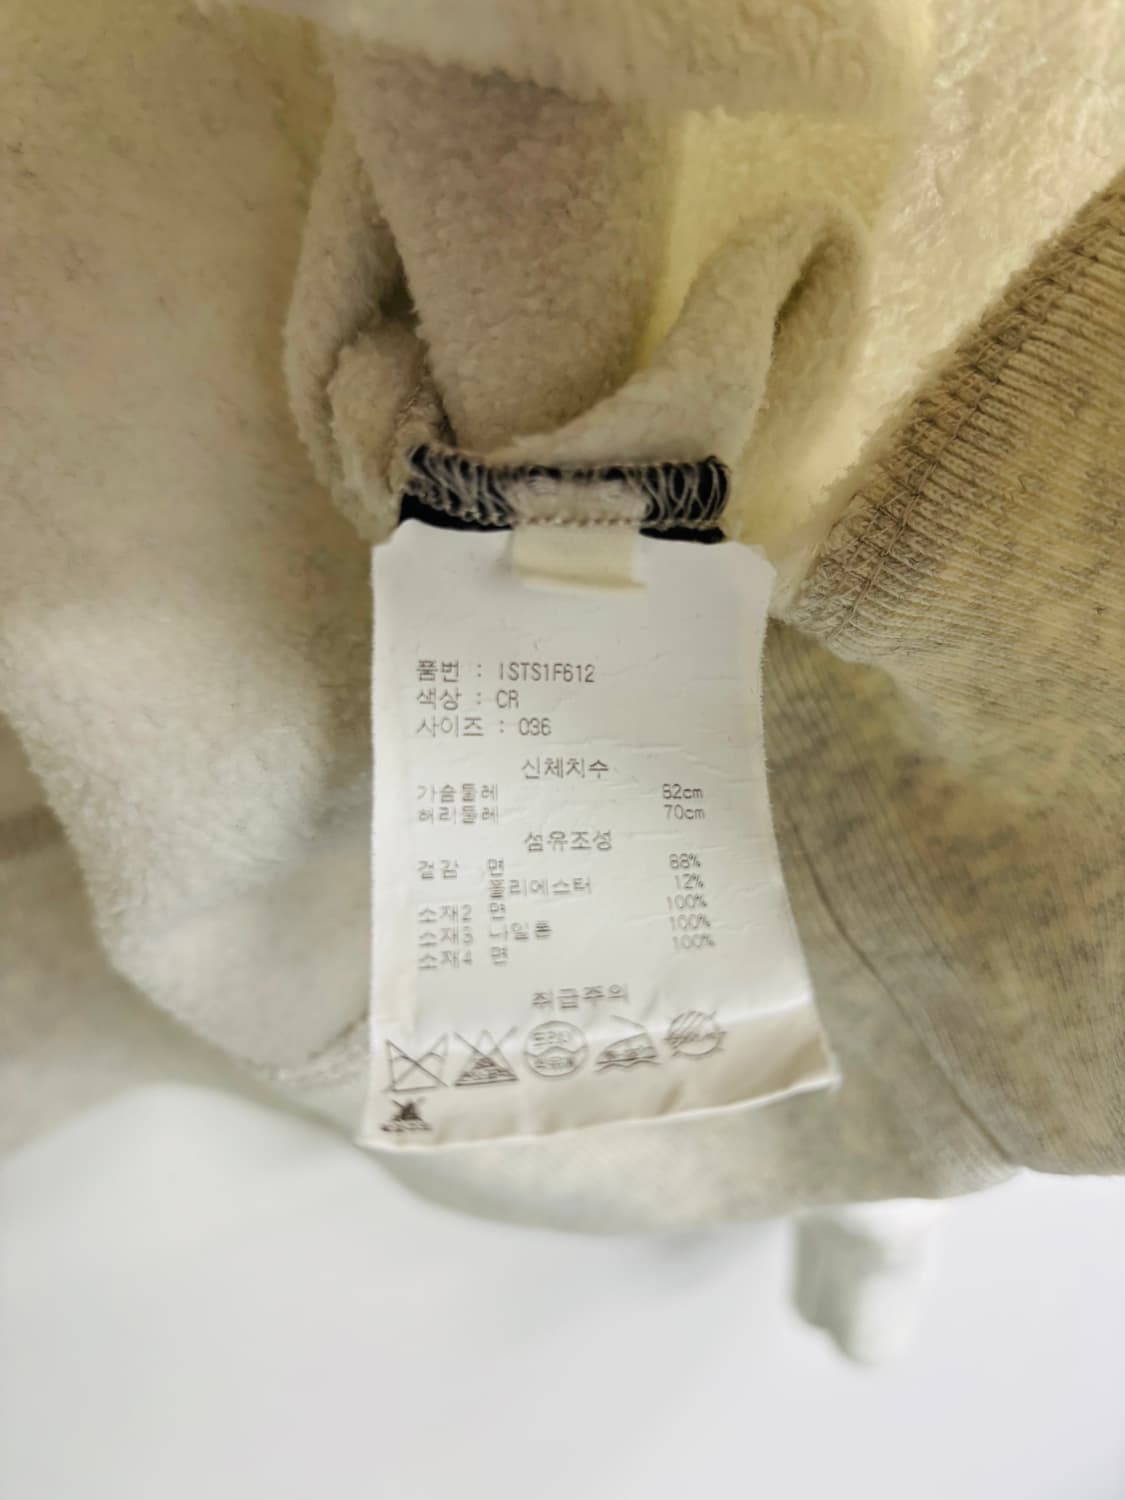 품번 : ISTS1F612
색상 : CR
사이즈 : 036
신체치수
가슴둘레 82cm
허리둘레 70cm
섬유조성
겉감 면 88%
폴리에스터 12%
소재2 면 100%
소재3 나일론 100%
소재4 면 100%
취급주의